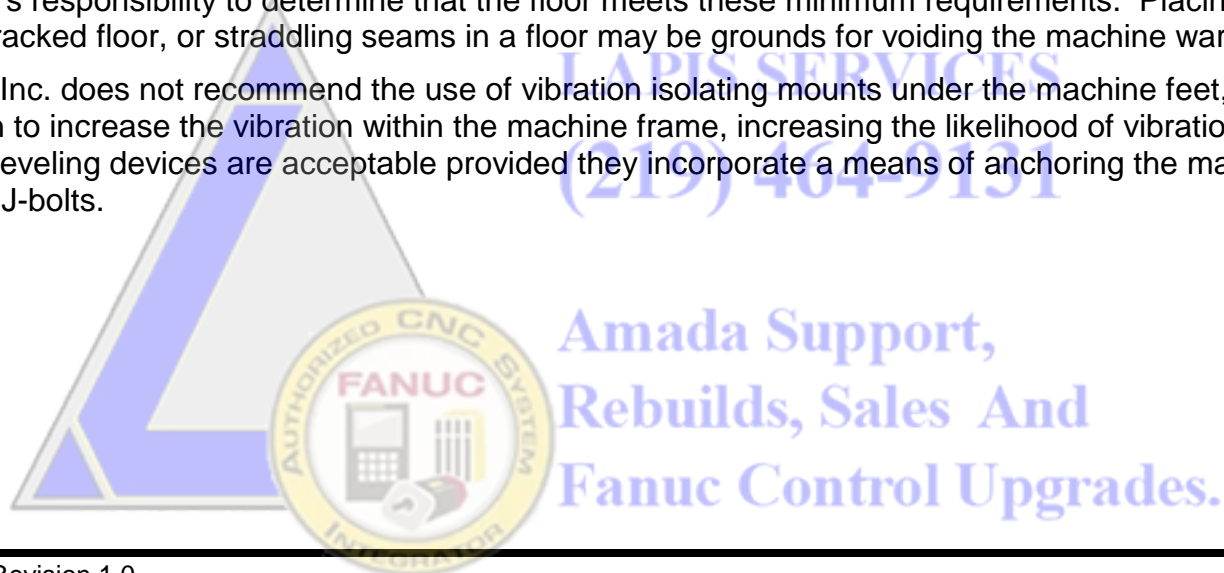 's responsibility to determine that the floor meets these minimum requirements. Placin
racked floor, or straddling seams in a floor may be grounds for voiding the machine war
LAPIS SERVICES
Inc. does not recommend the use of vibration isolating mounts under the machine feet,
n to increase the vibration within the machine frame, increasing the likelihood of vibratio
(219) 464-9131
eveling devices are acceptable provided they incorporate a means of anchoring the ma
J-bolts.
Amada Support,
Rebuilds, Sales And
Fanuc Control Upgrades.
AUTHORIZED CNC SYSTEM
FANUC
INTEGRATOR
Revision 1.0